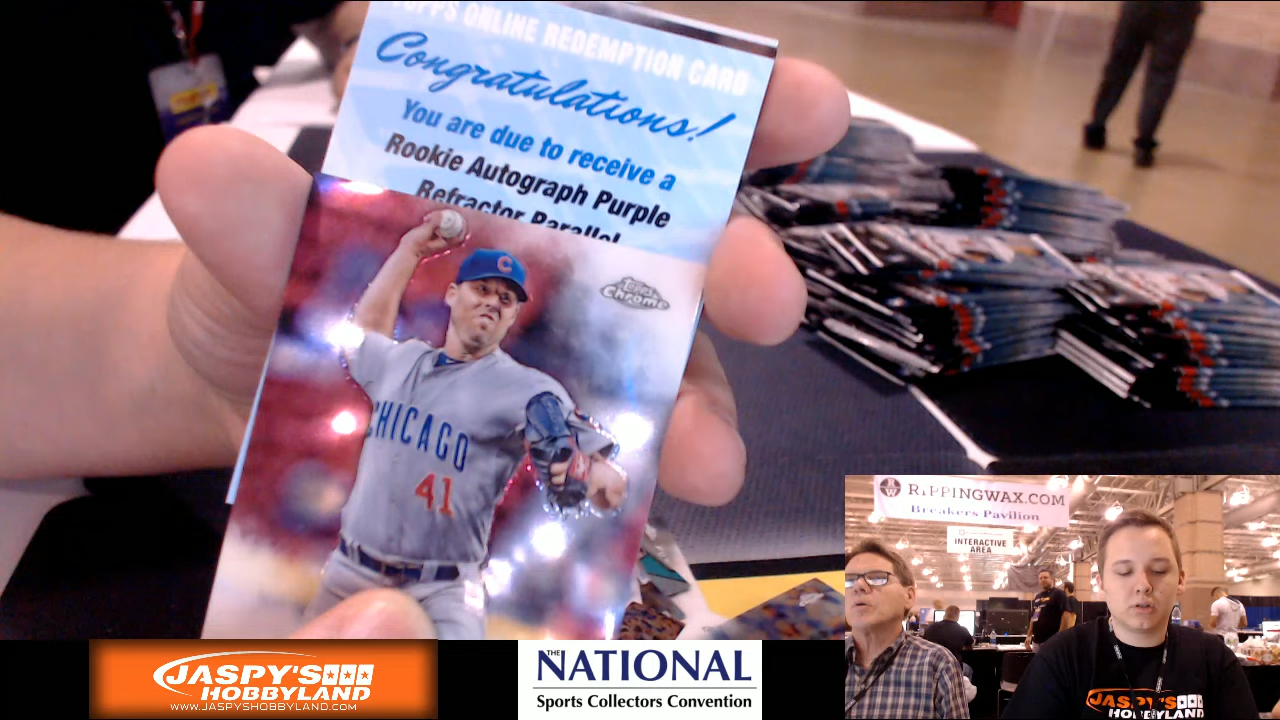 TOPPS ONLINE REDEMPTION CARD
Congratulations!
You are due to receive a
Rookie Autograph Purple
Refractor Parallel
Topps
Chrome
C
CHICAGO
41
RIPPINGWAX.COM
Breakers Pavilion
INTERACTIVE
AREA
JASPY'S
HOBBYLAND
WWW.JASPYSHOBBYLAND.COM
THE
NATIONAL
Sports Collectors Convention
JASPY'S
HOBBYLAND